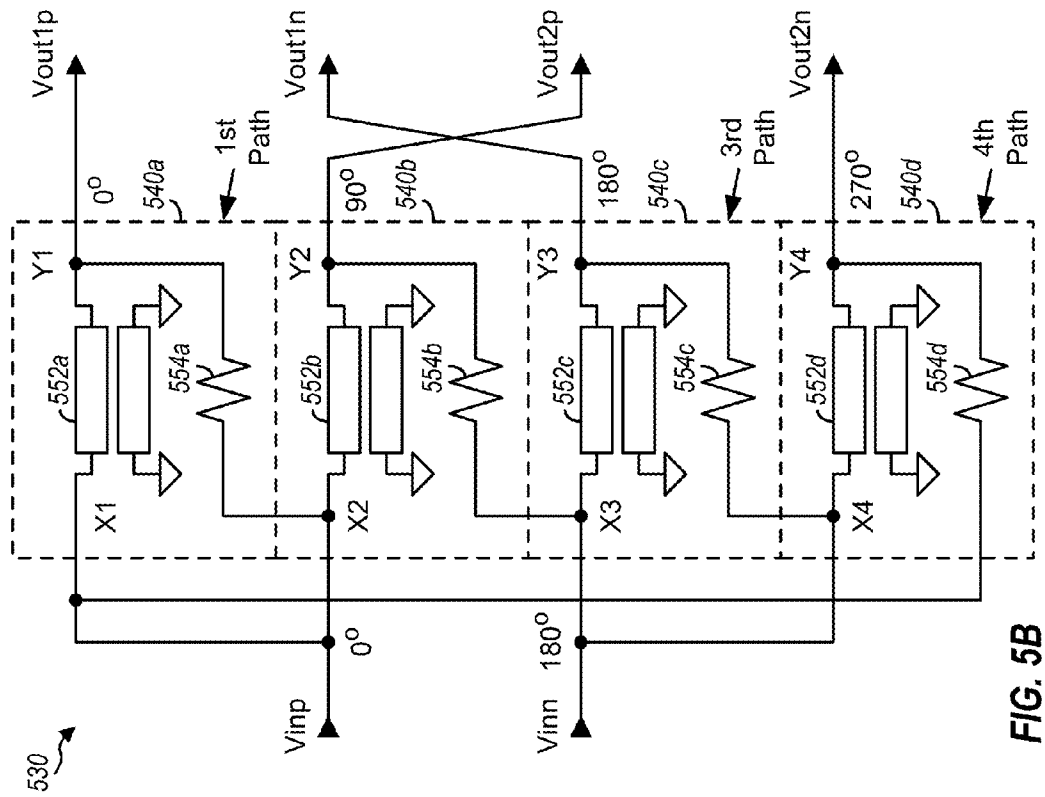 530
Vinp
Vinn
0°
180°
X1
552a
Y1
554a
0°
540a
1st
Path
Vout1p
X2
552b
Y2
554b
90°
540b
Vout1n
X3
552c
Y3
554c
180°
540c
3rd
Path
Vout2p
X4
552d
Y4
554d
270°
540d
4th
Path
Vout2n
FIG. 5B